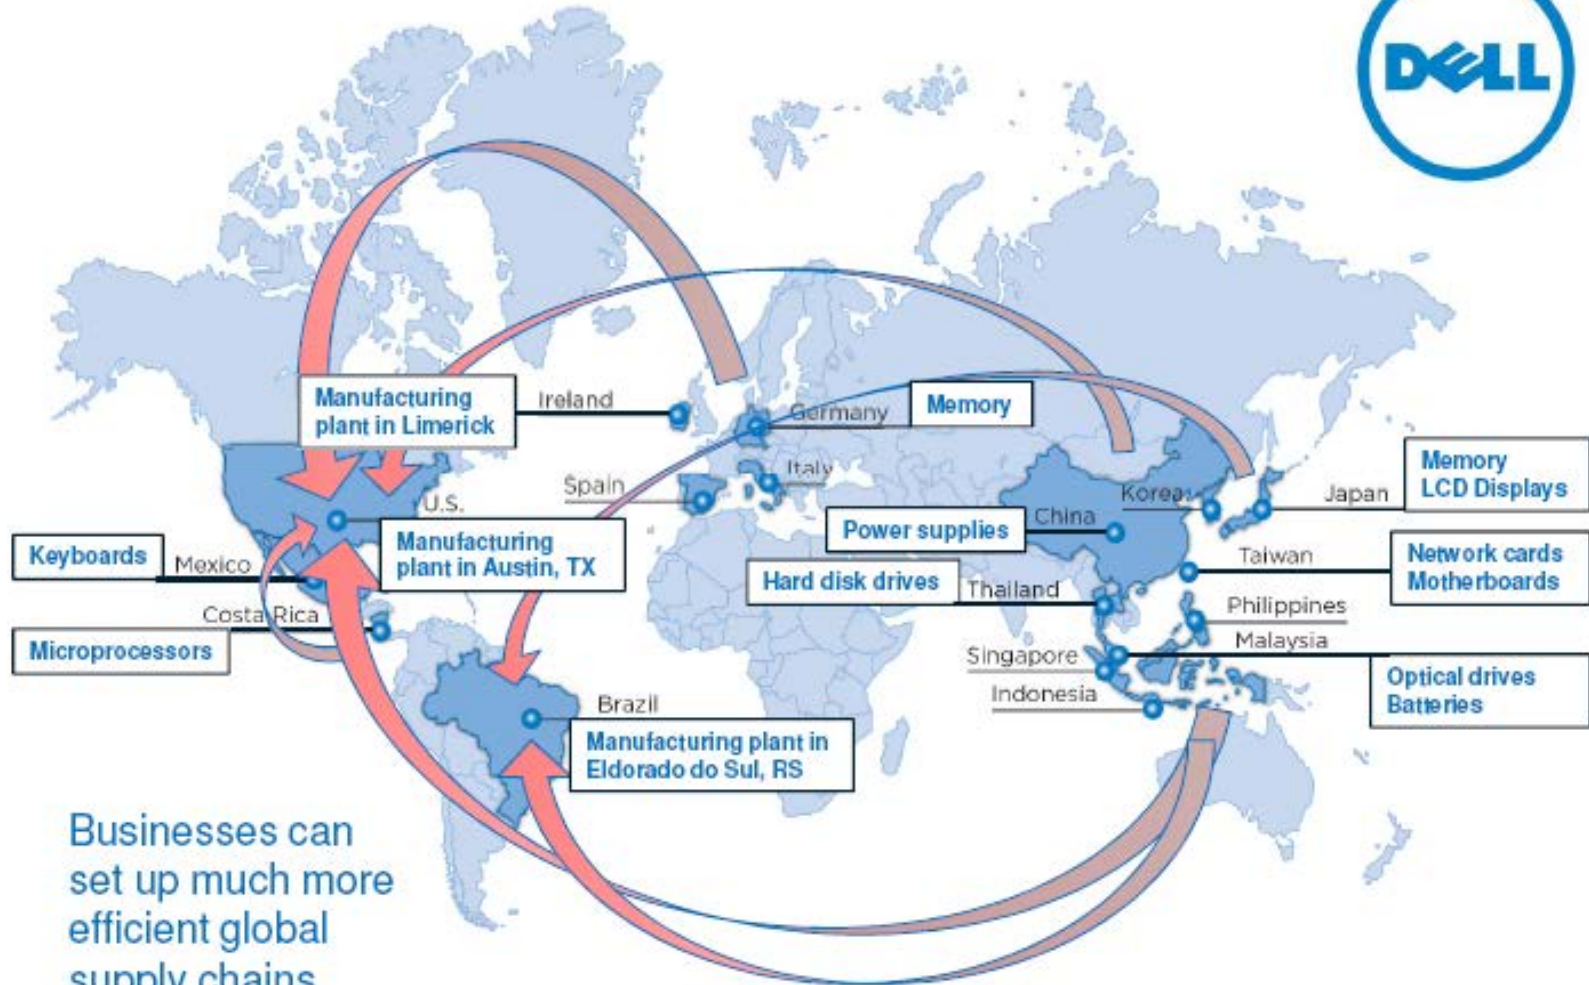 DELL
Manufacturing
plant in Limerick
Ireland
Germany
Memory
Italy
Spain
U.S.
Manufacturing
plant in Austin, TX
Keyboards
Mexico
Costa Rica
Microprocessors
Power supplies
China
Korea
Japan
Memory
LCD Displays
Hard disk drives
Thailand
Taiwan
Network cards
Motherboards
Philippines
Malaysia
Singapore
Indonesia
Optical drives
Batteries
Brazil
Manufacturing plant in
Eldorado do Sul, RS
Businesses can
set up much more
efficient global
supply chains